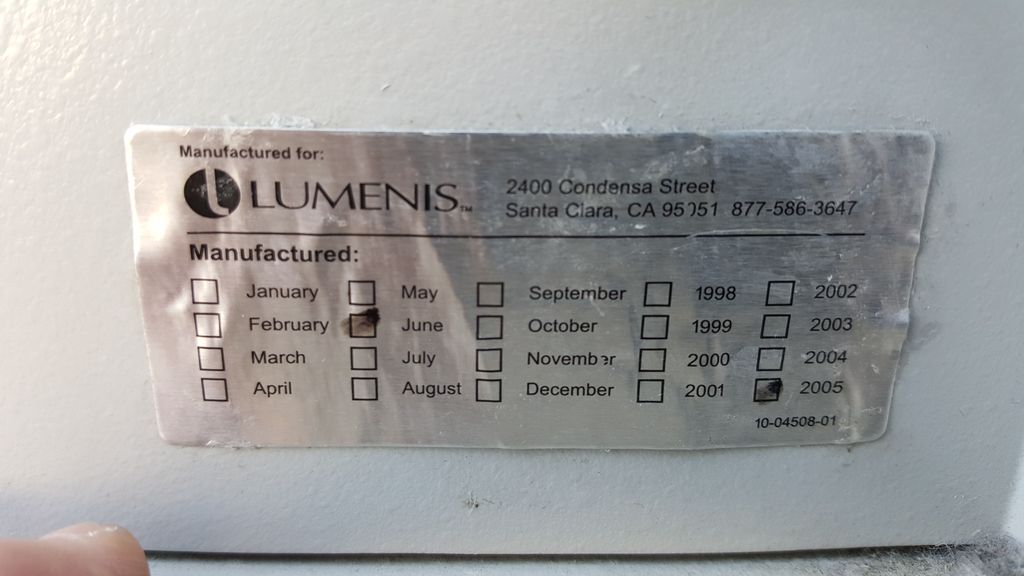 Manufactured for:
LUMENIS™
2400 Condensa Street
Santa Clara, CA 95051 877-586-3647
Manufactured:
January May September 1998 2002
February June October 1999 2003
March July November 2000 2004
April August December 2001 2005
10-04508-01